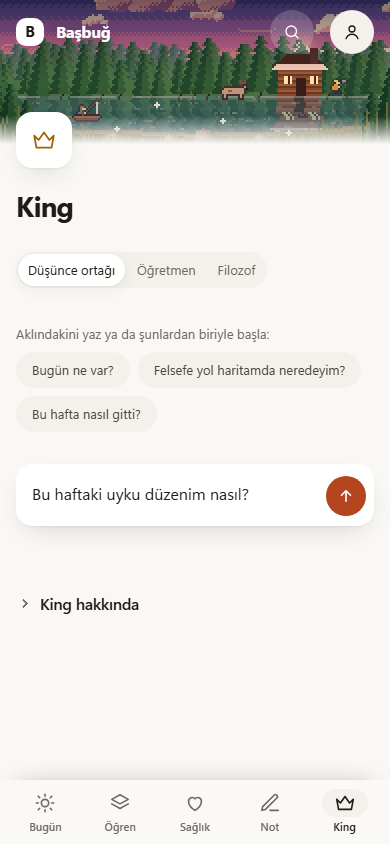 B Başbuğ
King
Düşünce ortağı Öğretmen Filozof
Aklındakini yaz ya da şunlardan biriyle başla:
Bugün ne var? Felsefe yol haritamda neredeyim?
Bu hafta nasıl gitti?
Bu haftaki uyku düzenim nasıl?
King hakkında
Bugün Öğren Sağlık Not King